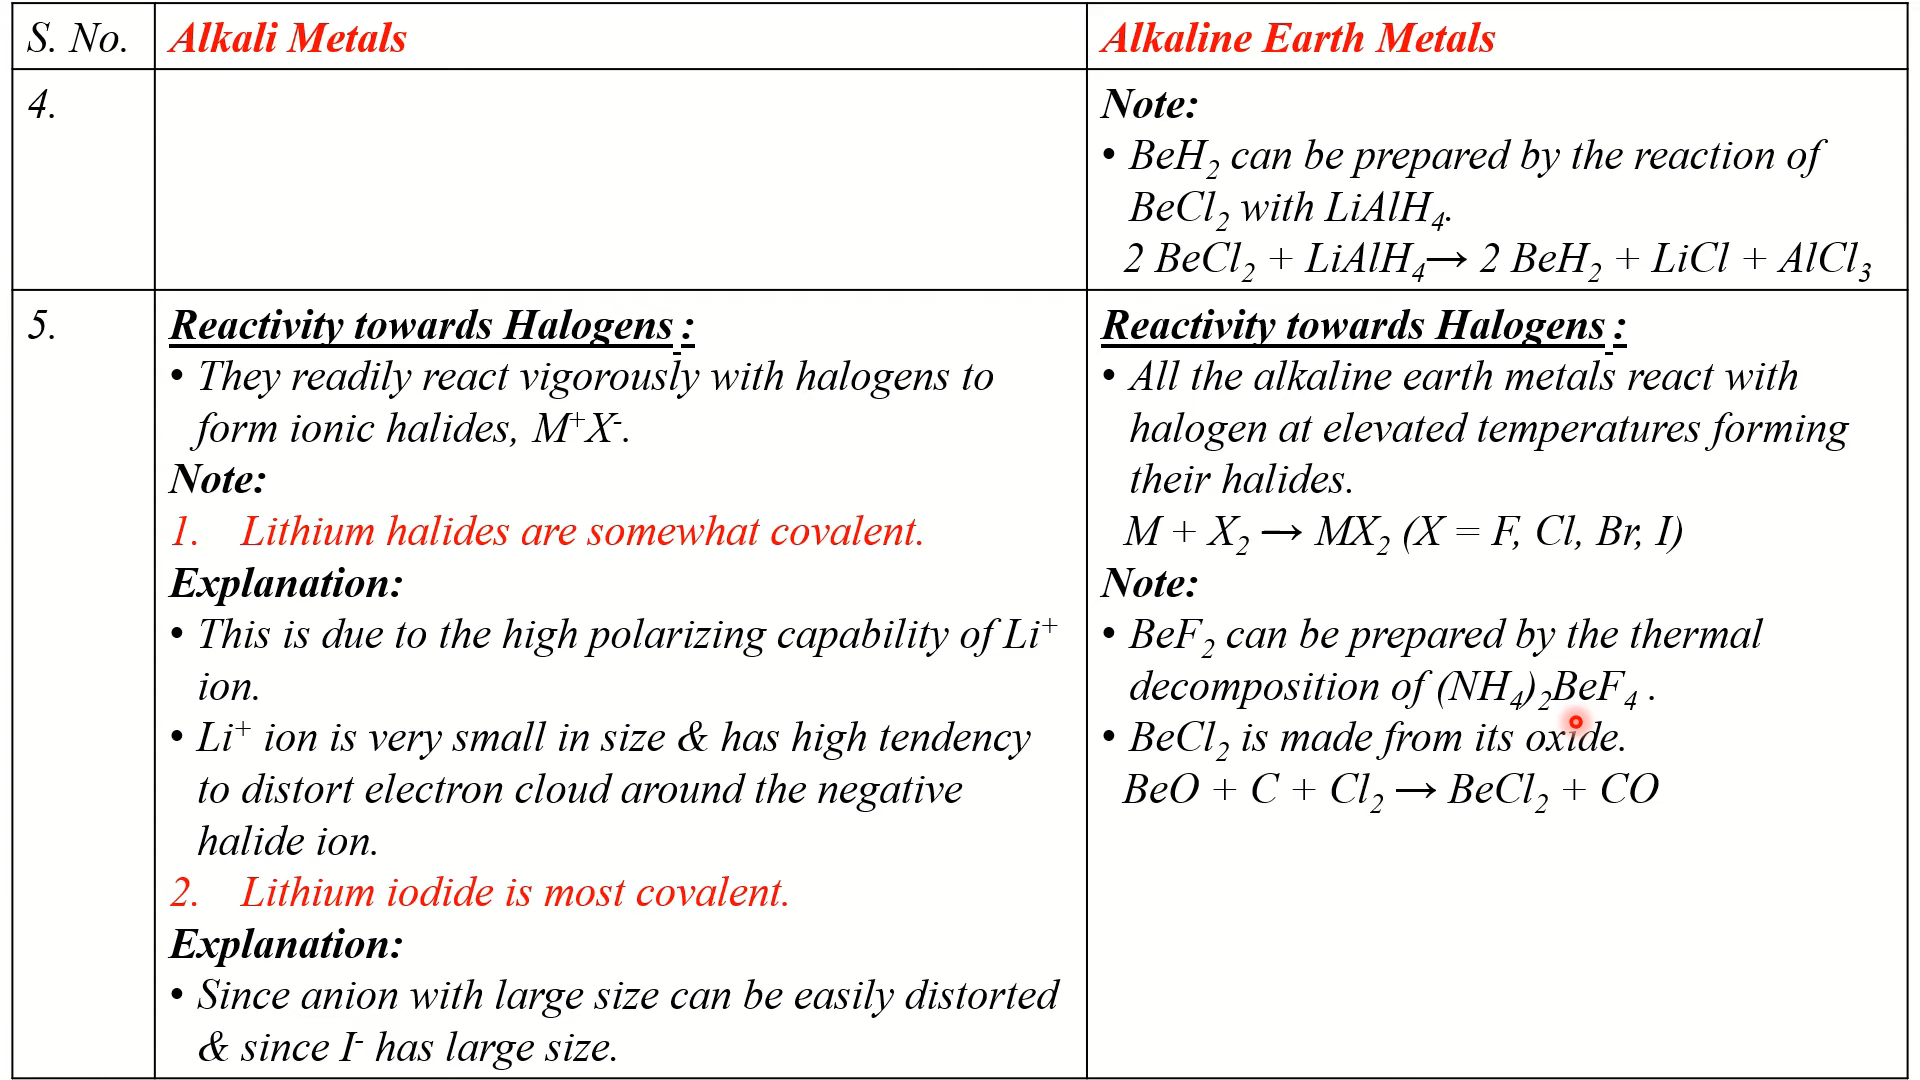 S. No.
Alkali Metals
Alkaline Earth Metals
4.
Note:
• BeH₂ can be prepared by the reaction of
BeCl₂ with LiAlH₄.
2 BeCl₂ + LiAlH₄→ 2 BeH₂ + LiCl + AlCl₃
5.
Reactivity towards Halogens :
• They readily react vigorously with halogens to
form ionic halides, M⁺X⁻.
Note:
1. Lithium halides are somewhat covalent.
Explanation:
• This is due to the high polarizing capability of Li⁺
ion.
• Li⁺ ion is very small in size & has high tendency
to distort electron cloud around the negative
halide ion.
2. Lithium iodide is most covalent.
Explanation:
• Since anion with large size can be easily distorted
& since I⁻ has large size.
Reactivity towards Halogens :
• All the alkaline earth metals react with
halogen at elevated temperatures forming
their halides.
M + X₂ → MX₂ (X = F, Cl, Br, I)
Note:
• BeF₂ can be prepared by the thermal
decomposition of (NH₄)₂BeF₄ .
• BeCl₂ is made from its oxide.
BeO + C + Cl₂ → BeCl₂ + CO